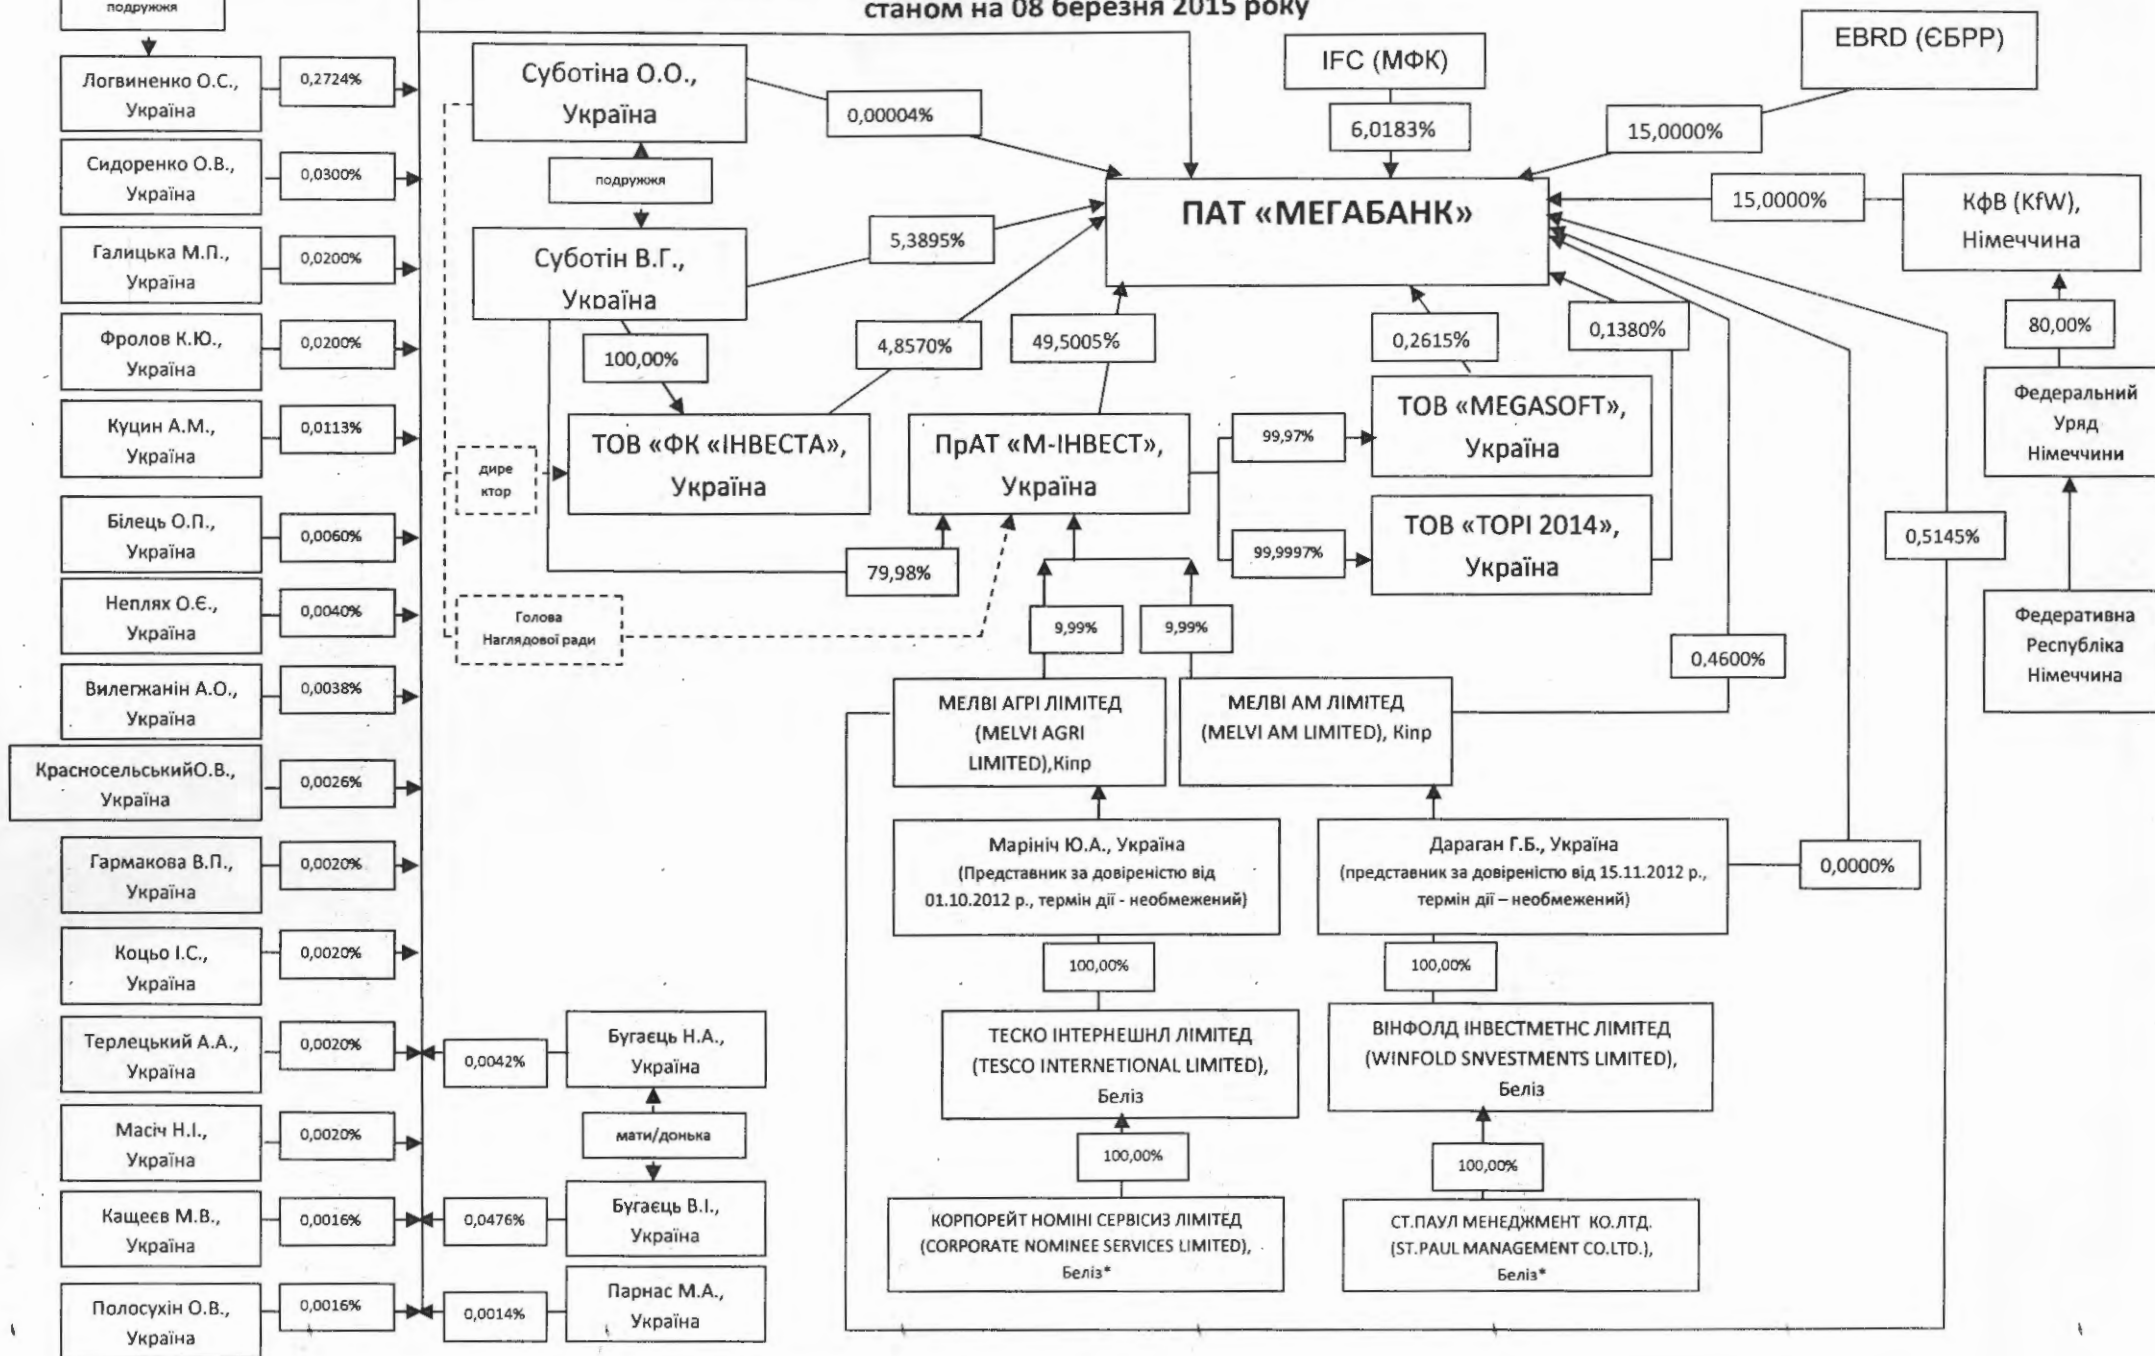 станом на 08 березня 2015 року
подружжя
Логвиненко О.С.,
Україна
0,2724%
Сидоренко О.В.,
Україна
0,0300%
Галицька М.П.,
Україна
0,0200%
Фролов К.Ю.,
Україна
0,0200%
Куцин А.М.,
Україна
0,0113%
Білець О.П.,
Україна
0,0060%
Неплях О.Є.,
Україна
0,0040%
Вилегжанін А.О.,
Україна
0,0038%
КрасносельськийО.В.,
Україна
0,0026%
Гармакова В.П.,
Україна
0,0020%
Коцьо І.С.,
Україна
0,0020%
Терлецький А.А.,
Україна
0,0020%
Масіч Н.І.,
Україна
0,0020%
Кащеєв М.В.,
Україна
0,0016%
Полосухін О.В.,
Україна
0,0016%
Бугаєць Н.А.,
Україна
0,0042%
мати/донька
Бугаєць В.І.,
Україна
0,0476%
Парнас М.А.,
Україна
0,0014%
Суботіна О.О.,
Україна
0,00004%
подружжя
Суботін В.Г.,
Україна
5,3895%
100,00%
4,8570%
ТОВ «ФК «ІНВЕСТА»,
Україна
дире
ктор
Голова
Наглядової ради
79,98%
IFC (МФК)
6,0183%
EBRD (ЄБРР)
15,0000%
ПАТ «МЕГАБАНК»
15,0000%
КфВ (KfW),
Німеччина
80,00%
Федеральний
Уряд
Німеччини
Федеративна
Республіка
Німеччина
49,5005%
ПрАТ «М-ІНВЕСТ»,
Україна
0,2615%
0,1380%
99,97%
ТОВ «MEGASOFT»,
Україна
99,9997%
ТОВ «ТОРІ 2014»,
Україна
0,5145%
9,99%
9,99%
0,4600%
МЕЛВІ АГРІ ЛІМІТЕД
(MELVI AGRI
LIMITED),Кіпр
МЕЛВІ АМ ЛІМІТЕД
(MELVI AM LIMITED), Кіпр
Марініч Ю.А., Україна
(Представник за довіреністю від
01.10.2012 р., термін дії - необмежений)
Дараган Г.Б., Україна
(представник за довіреністю від 15.11.2012 р.,
термін дії – необмежений)
0,0000%
100,00%
100,00%
ТЕСКО ІНТЕРНЕШНЛ ЛІМІТЕД
(TESCO INTERNETIONAL LIMITED),
Беліз
ВІНФОЛД ІНВЕСТМЕТНС ЛІМІТЕД
(WINFOLD SNVESTMENTS LIMITED),
Беліз
100,00%
100,00%
КОРПОРЕЙТ НОМІНІ СЕРВІСИЗ ЛІМІТЕД
(CORPORATE NOMINEE SERVICES LIMITED),
Беліз*
СТ.ПАУЛ МЕНЕДЖМЕНТ КО.ЛТД.
(ST.PAUL MANAGEMENT CO.LTD.),
Беліз*